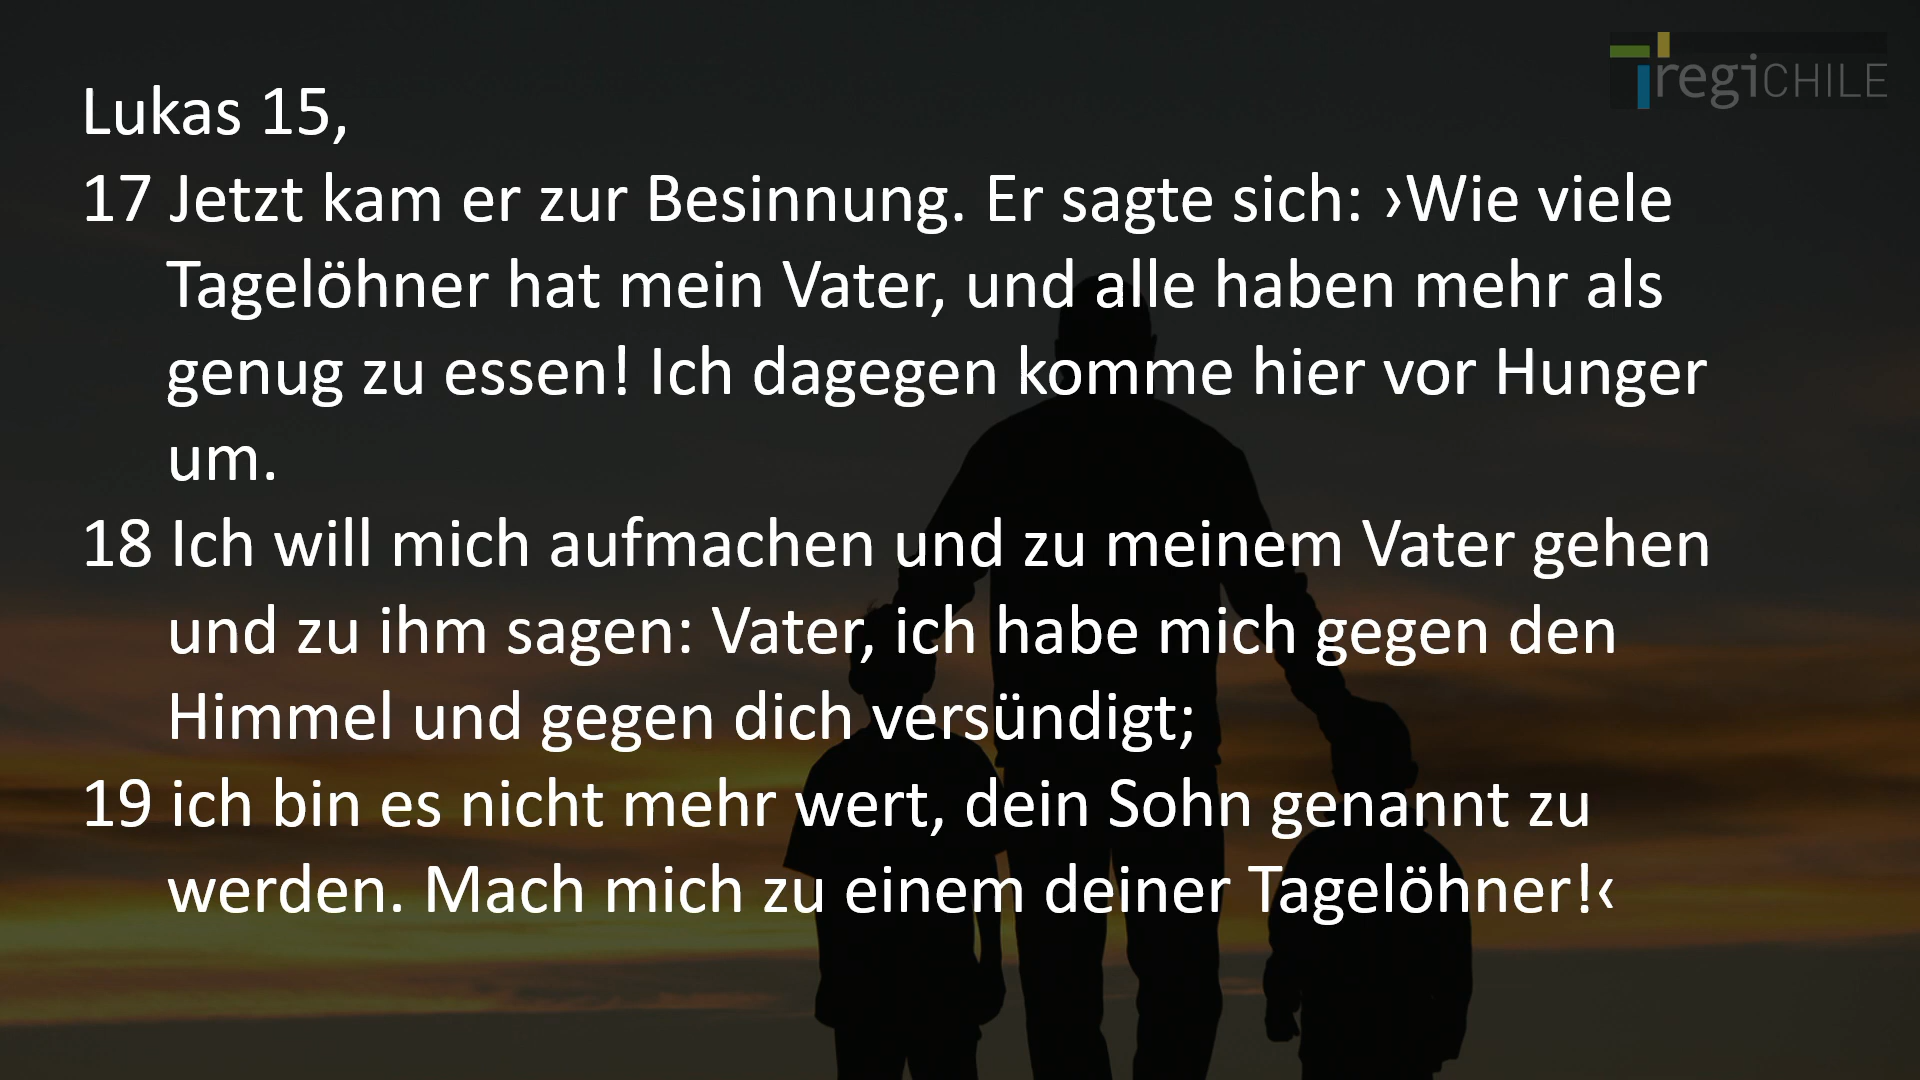 regiCHILE
Lukas 15,
17 Jetzt kam er zur Besinnung. Er sagte sich: ›Wie viele
Tagelöhner hat mein Vater, und alle haben mehr als
genug zu essen! Ich dagegen komme hier vor Hunger
um.
18 Ich will mich aufmachen und zu meinem Vater gehen
und zu ihm sagen: Vater, ich habe mich gegen den
Himmel und gegen dich versündigt;
19 ich bin es nicht mehr wert, dein Sohn genannt zu
werden. Mach mich zu einem deiner Tagelöhner!‹